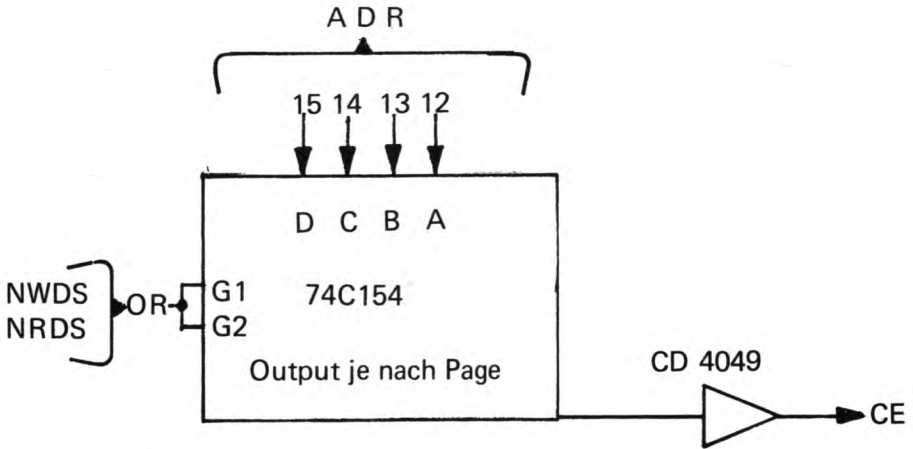 A D R
15 14 13 12
D C B A
NWDS
NRDS
OR
G1
G2
74C154
Output je nach Page
CD 4049
CE